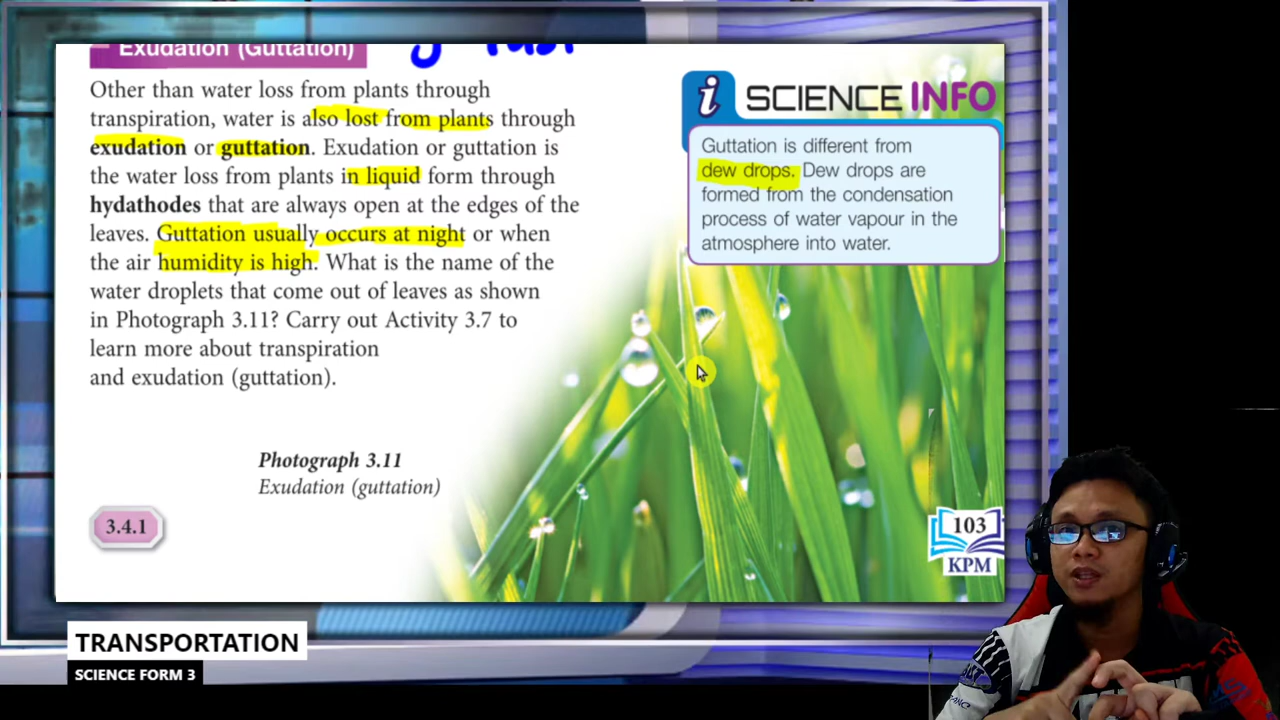 Exudation (Guttation)
Other than water loss from plants through
transpiration, water is also lost from plants through
exudation or guttation. Exudation or guttation is
the water loss from plants in liquid form through
hydathodes that are always open at the edges of the
leaves. Guttation usually occurs at night or when
the air humidity is high. What is the name of the
water droplets that come out of leaves as shown
in Photograph 3.11? Carry out Activity 3.7 to
learn more about transpiration
and exudation (guttation).
Photograph 3.11
Exudation (guttation)
3.4.1
i SCIENCE INFO
Guttation is different from
dew drops. Dew drops are
formed from the condensation
process of water vapour in the
atmosphere into water.
103
KPM
TRANSPORTATION
SCIENCE FORM 3